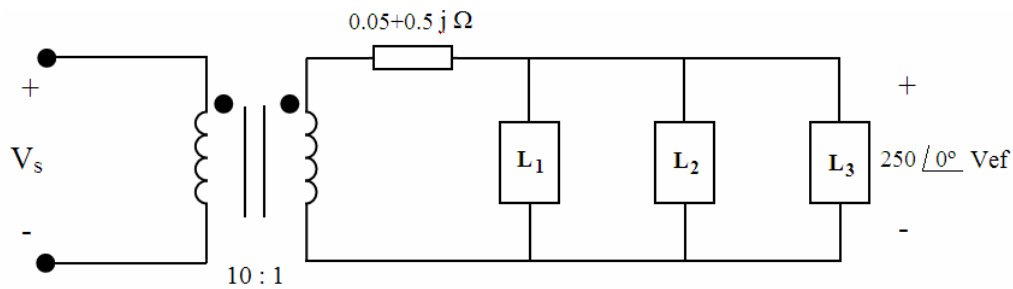 0.05+0.5 j Ω
+
Vs
-
10 : 1
L1
L2
L3
+
250 /0° Vef
-